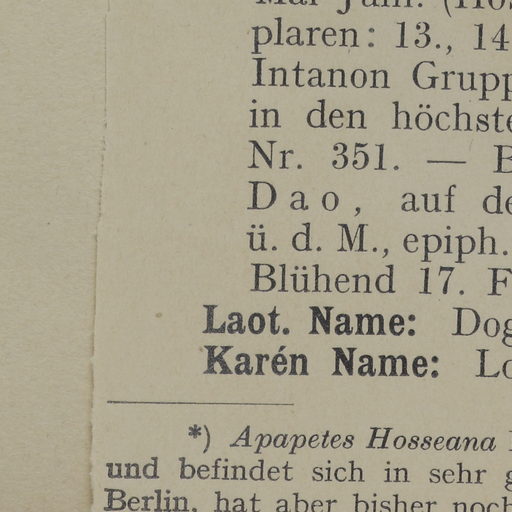 plaren: 13., 14
Intanon Grupp
in den höchste
Nr. 351. — B
Dao, auf de
ü. d. M., epiph.
Blühend 17. F
Laot. Name: Dog
Karén Name: Lo
*) Apapetes Hosseana
und befindet sich in sehr g
Berlin, hat aber bisher noch